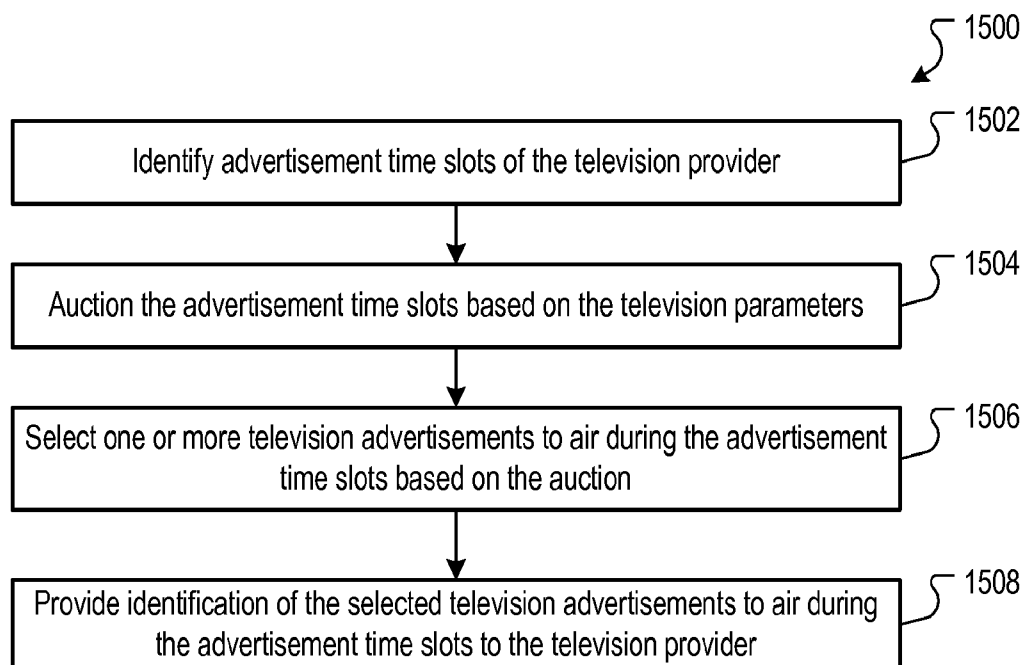 1500
1502
Identify advertisement time slots of the television provider
1504
Auction the advertisement time slots based on the television parameters
1506
Select one or more television advertisements to air during the advertisement
time slots based on the auction
1508
Provide identification of the selected television advertisements to air during
the advertisement time slots to the television provider